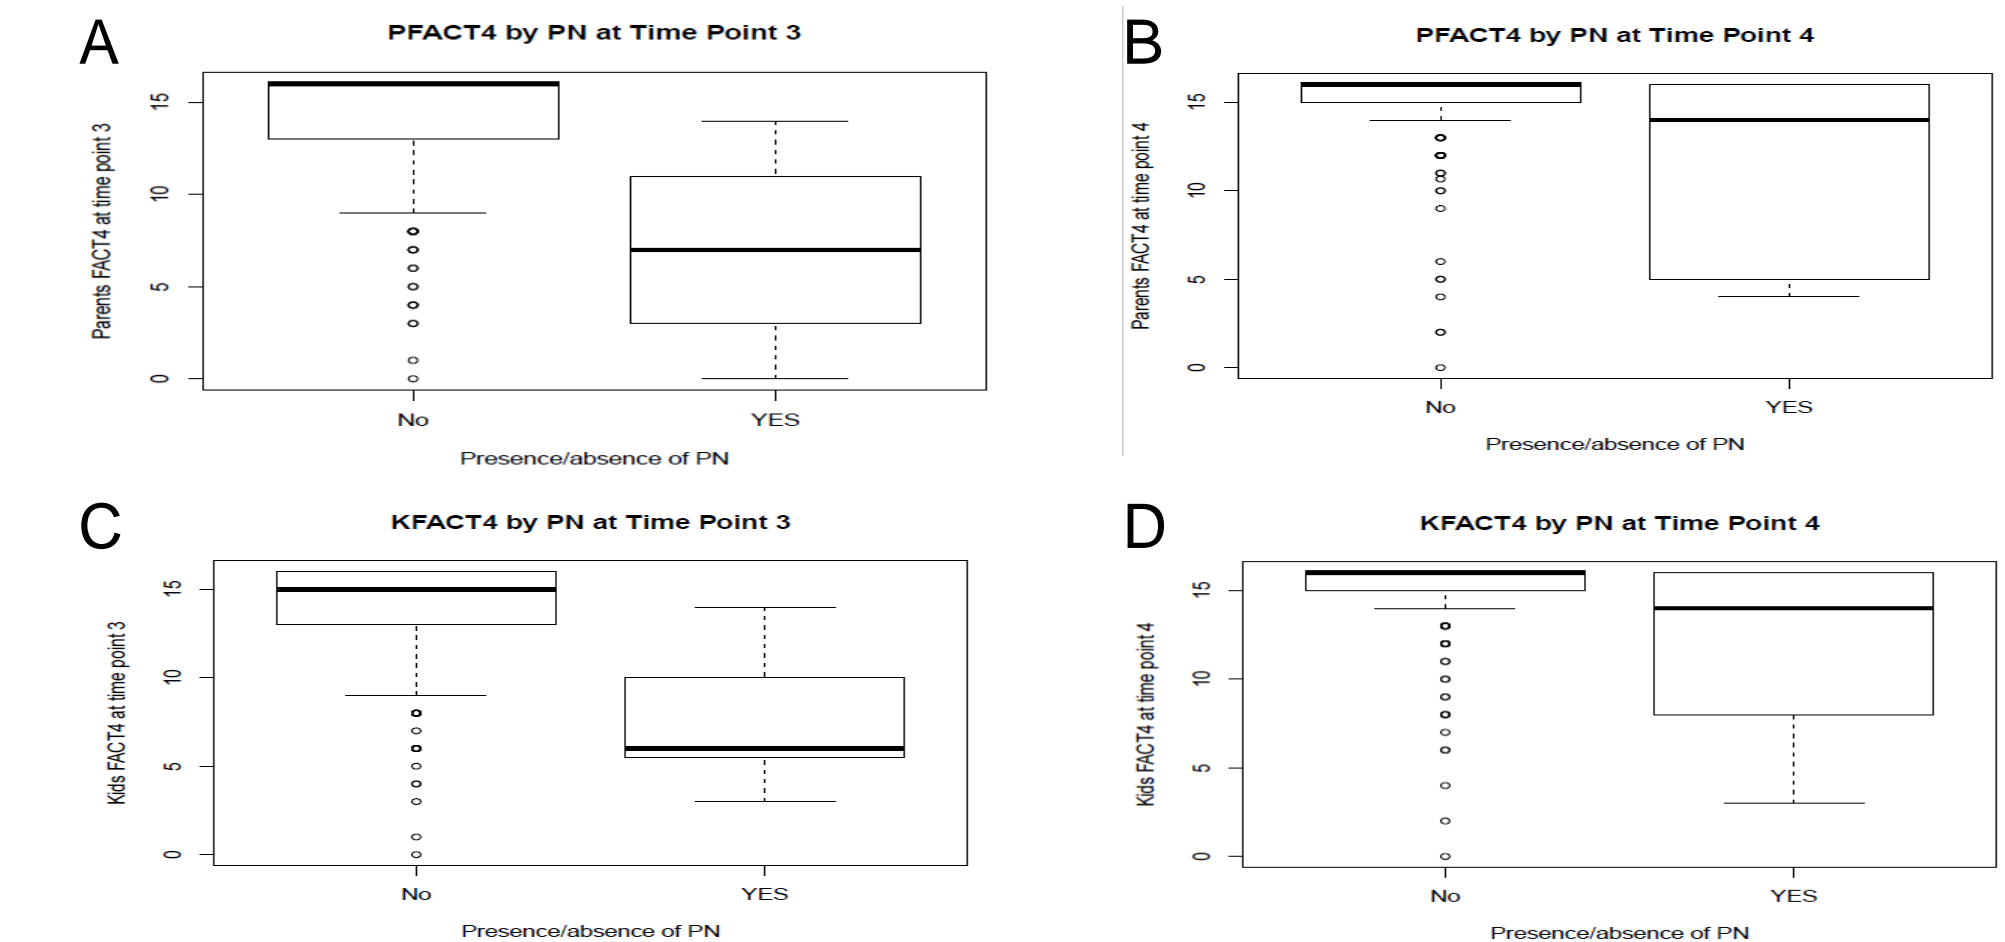 A
PFACT4 by PN at Time Point 3
Parents FACT4 at time point 3
15
10
5
0
No
YES
Presence/absence of PN
B
PFACT4 by PN at Time Point 4
Parents FACT4 at time point 4
15
10
5
0
No
YES
Presence/absence of PN
C
KFACT4 by PN at Time Point 3
Kids FACT4 at time point 3
15
10
5
0
No
YES
Presence/absence of PN
D
KFACT4 by PN at Time Point 4
Kids FACT4 at time point 4
15
10
5
0
No
YES
Presence/absence of PN